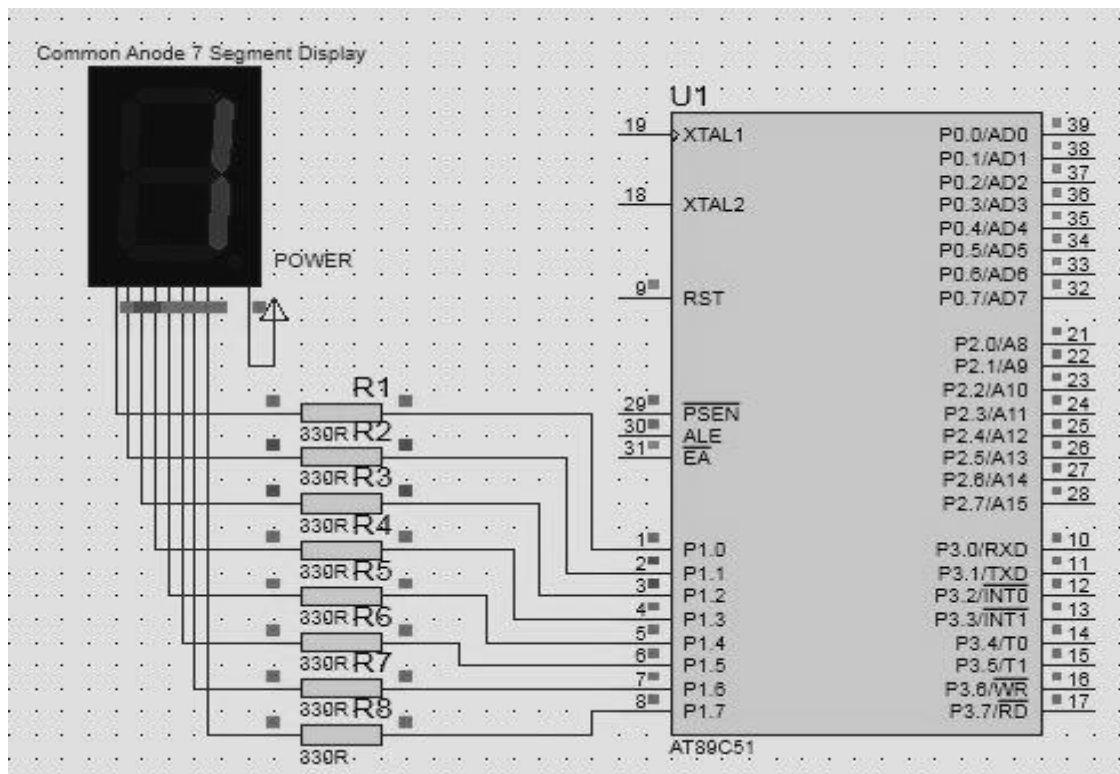 Common Anode 7 Segment Display
POWER
R1
330R
R2
330R
R3
330R
R4
330R
R5
330R
R6
330R
R7
330R
R8
330R
U1
19 XTAL1
18 XTAL2
9 RST
29 PSEN
30 ALE
31 EA
1 P1.0
2 P1.1
3 P1.2
4 P1.3
5 P1.4
6 P1.5
7 P1.6
8 P1.7
P0.0/AD0 39
P0.1/AD1 38
P0.2/AD2 37
P0.3/AD3 36
P0.4/AD4 35
P0.5/AD5 34
P0.6/AD6 33
P0.7/AD7 32
P2.0/A8 21
P2.1/A9 22
P2.2/A10 23
P2.3/A11 24
P2.4/A12 25
P2.5/A13 26
P2.6/A14 27
P2.7/A15 28
P3.0/RXD 10
P3.1/TXD 11
P3.2/INT0 12
P3.3/INT1 13
P3.4/T0 14
P3.5/T1 15
P3.6/WR 16
P3.7/RD 17
AT89C51